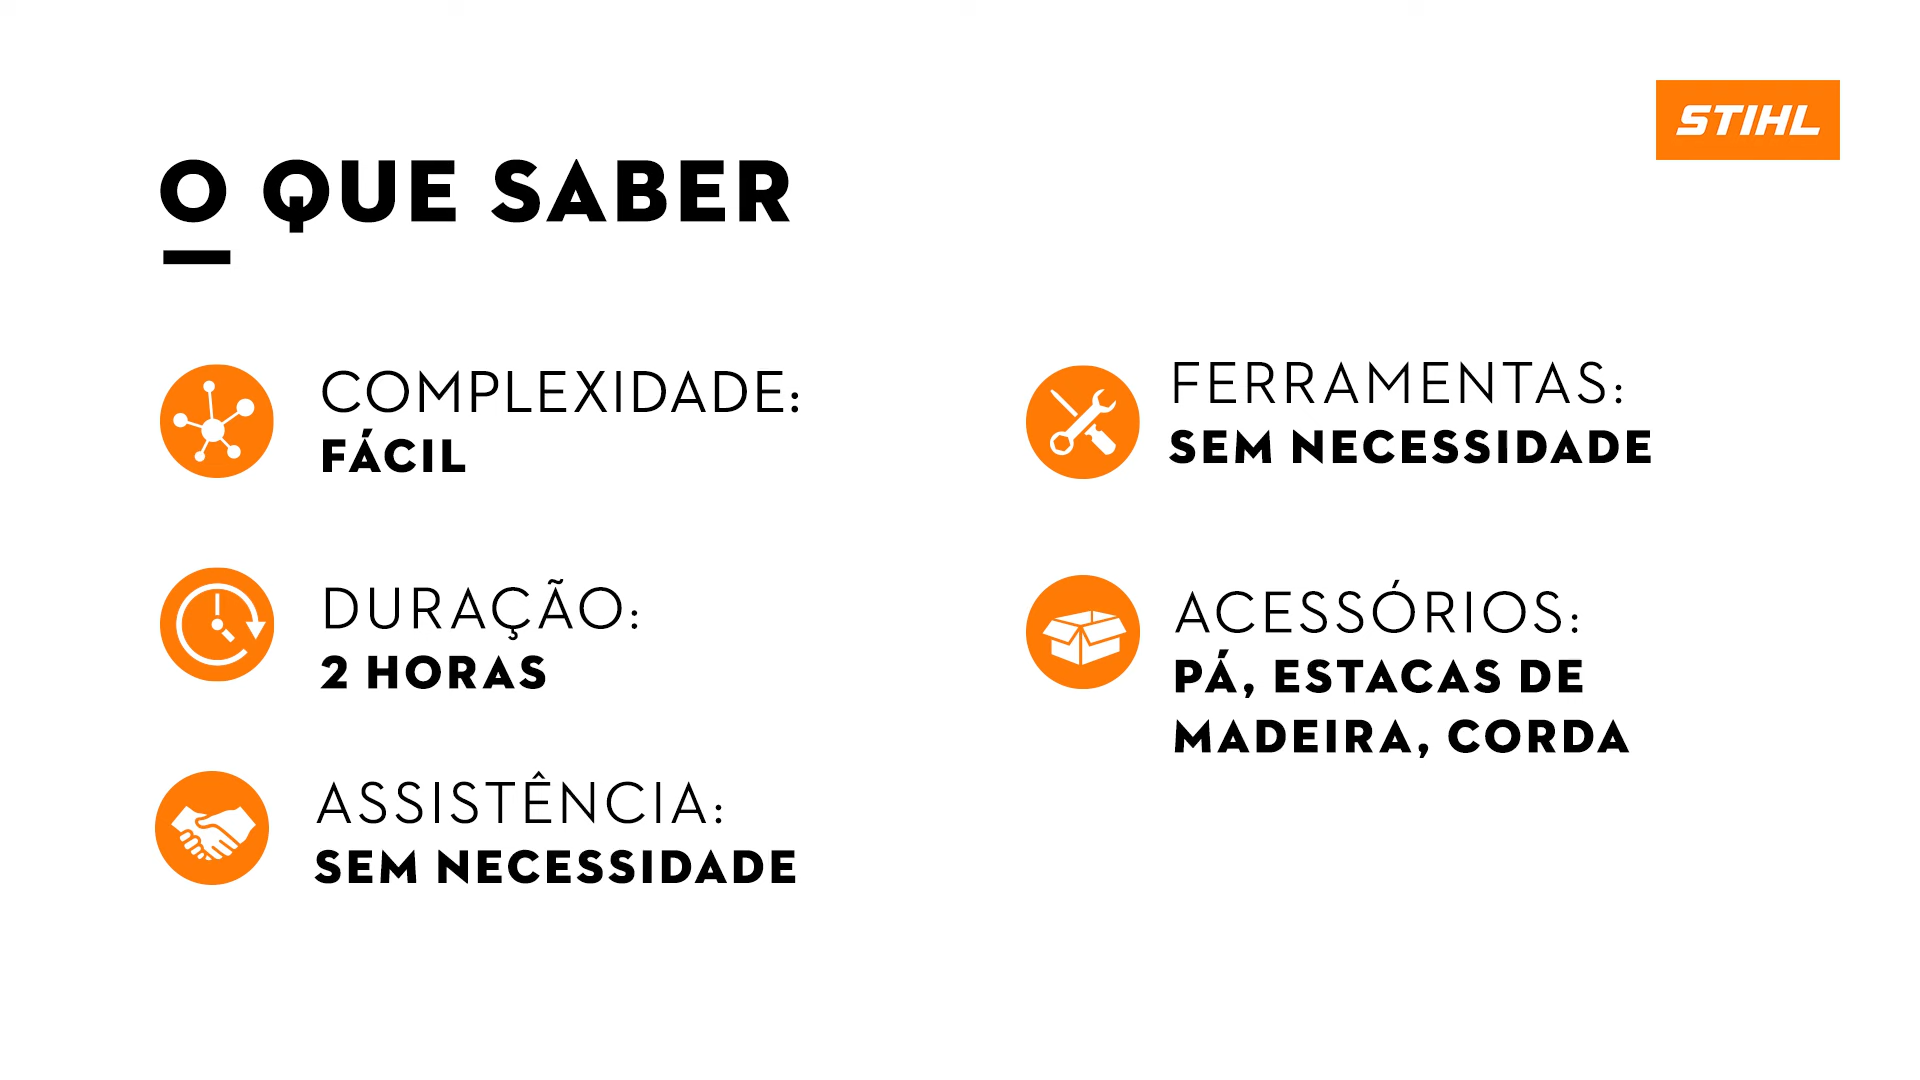 STIHL
O QUE SABER
COMPLEXIDADE:
FÁCIL
DURAÇÃO:
2 HORAS
ASSISTÊNCIA:
SEM NECESSIDADE
FERRAMENTAS:
SEM NECESSIDADE
ACESSÓRIOS:
PÁ, ESTACAS DE
MADEIRA, CORDA